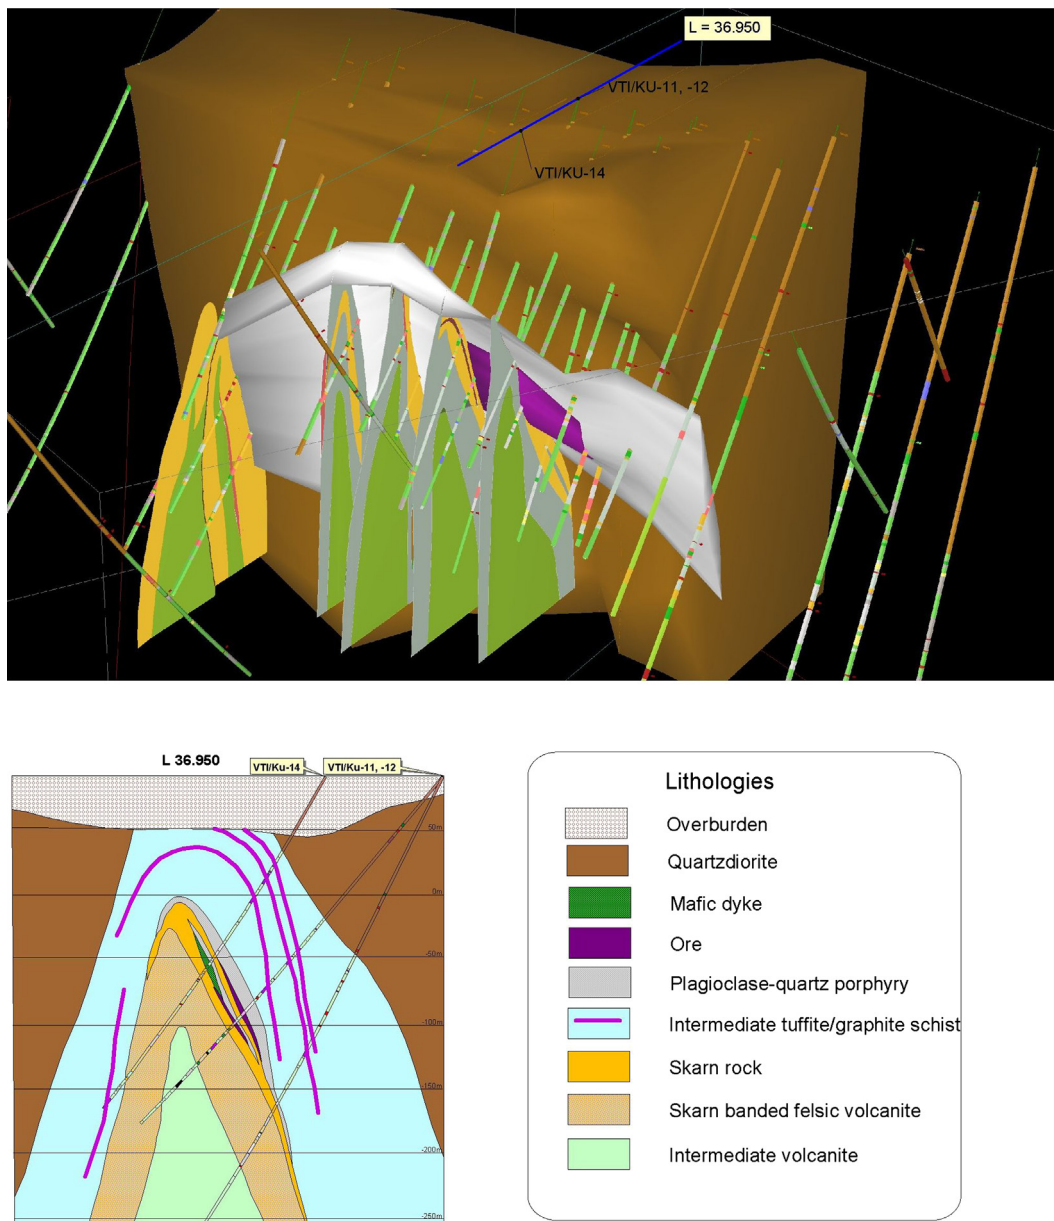 L = 36.950
VTI/KU-11, -12
VTI/KU-14
L 36.950
VTI/Ku-14
VTI/Ku-11, -12
50m
0m
-50m
-100m
-150m
-200m
-250m
Lithologies
Overburden
Quartzdiorite
Mafic dyke
Ore
Plagioclase-quartz porphyry
Intermediate tuffite/graphite schist
Skarn rock
Skarn banded felsic volcanite
Intermediate volcanite